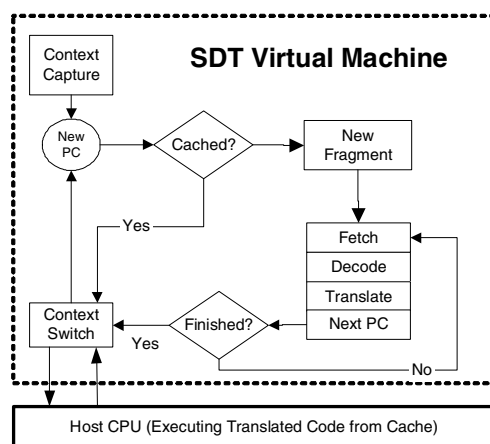 SDT Virtual Machine
Context
Capture
New
PC
Cached?
New
Fragment
Yes
Fetch
Decode
Translate
Next PC
Context
Switch
Yes
Finished?
No
Host CPU (Executing Translated Code from Cache)